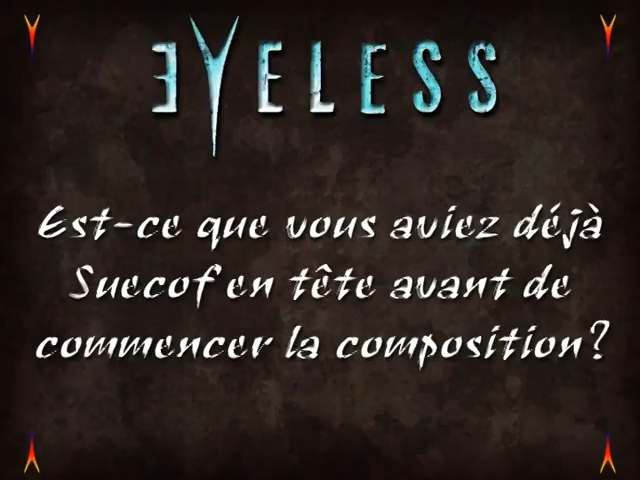 EYELESS
Est-ce que vous aviez déjà
Suecof en tête avant de
commencer la composition?